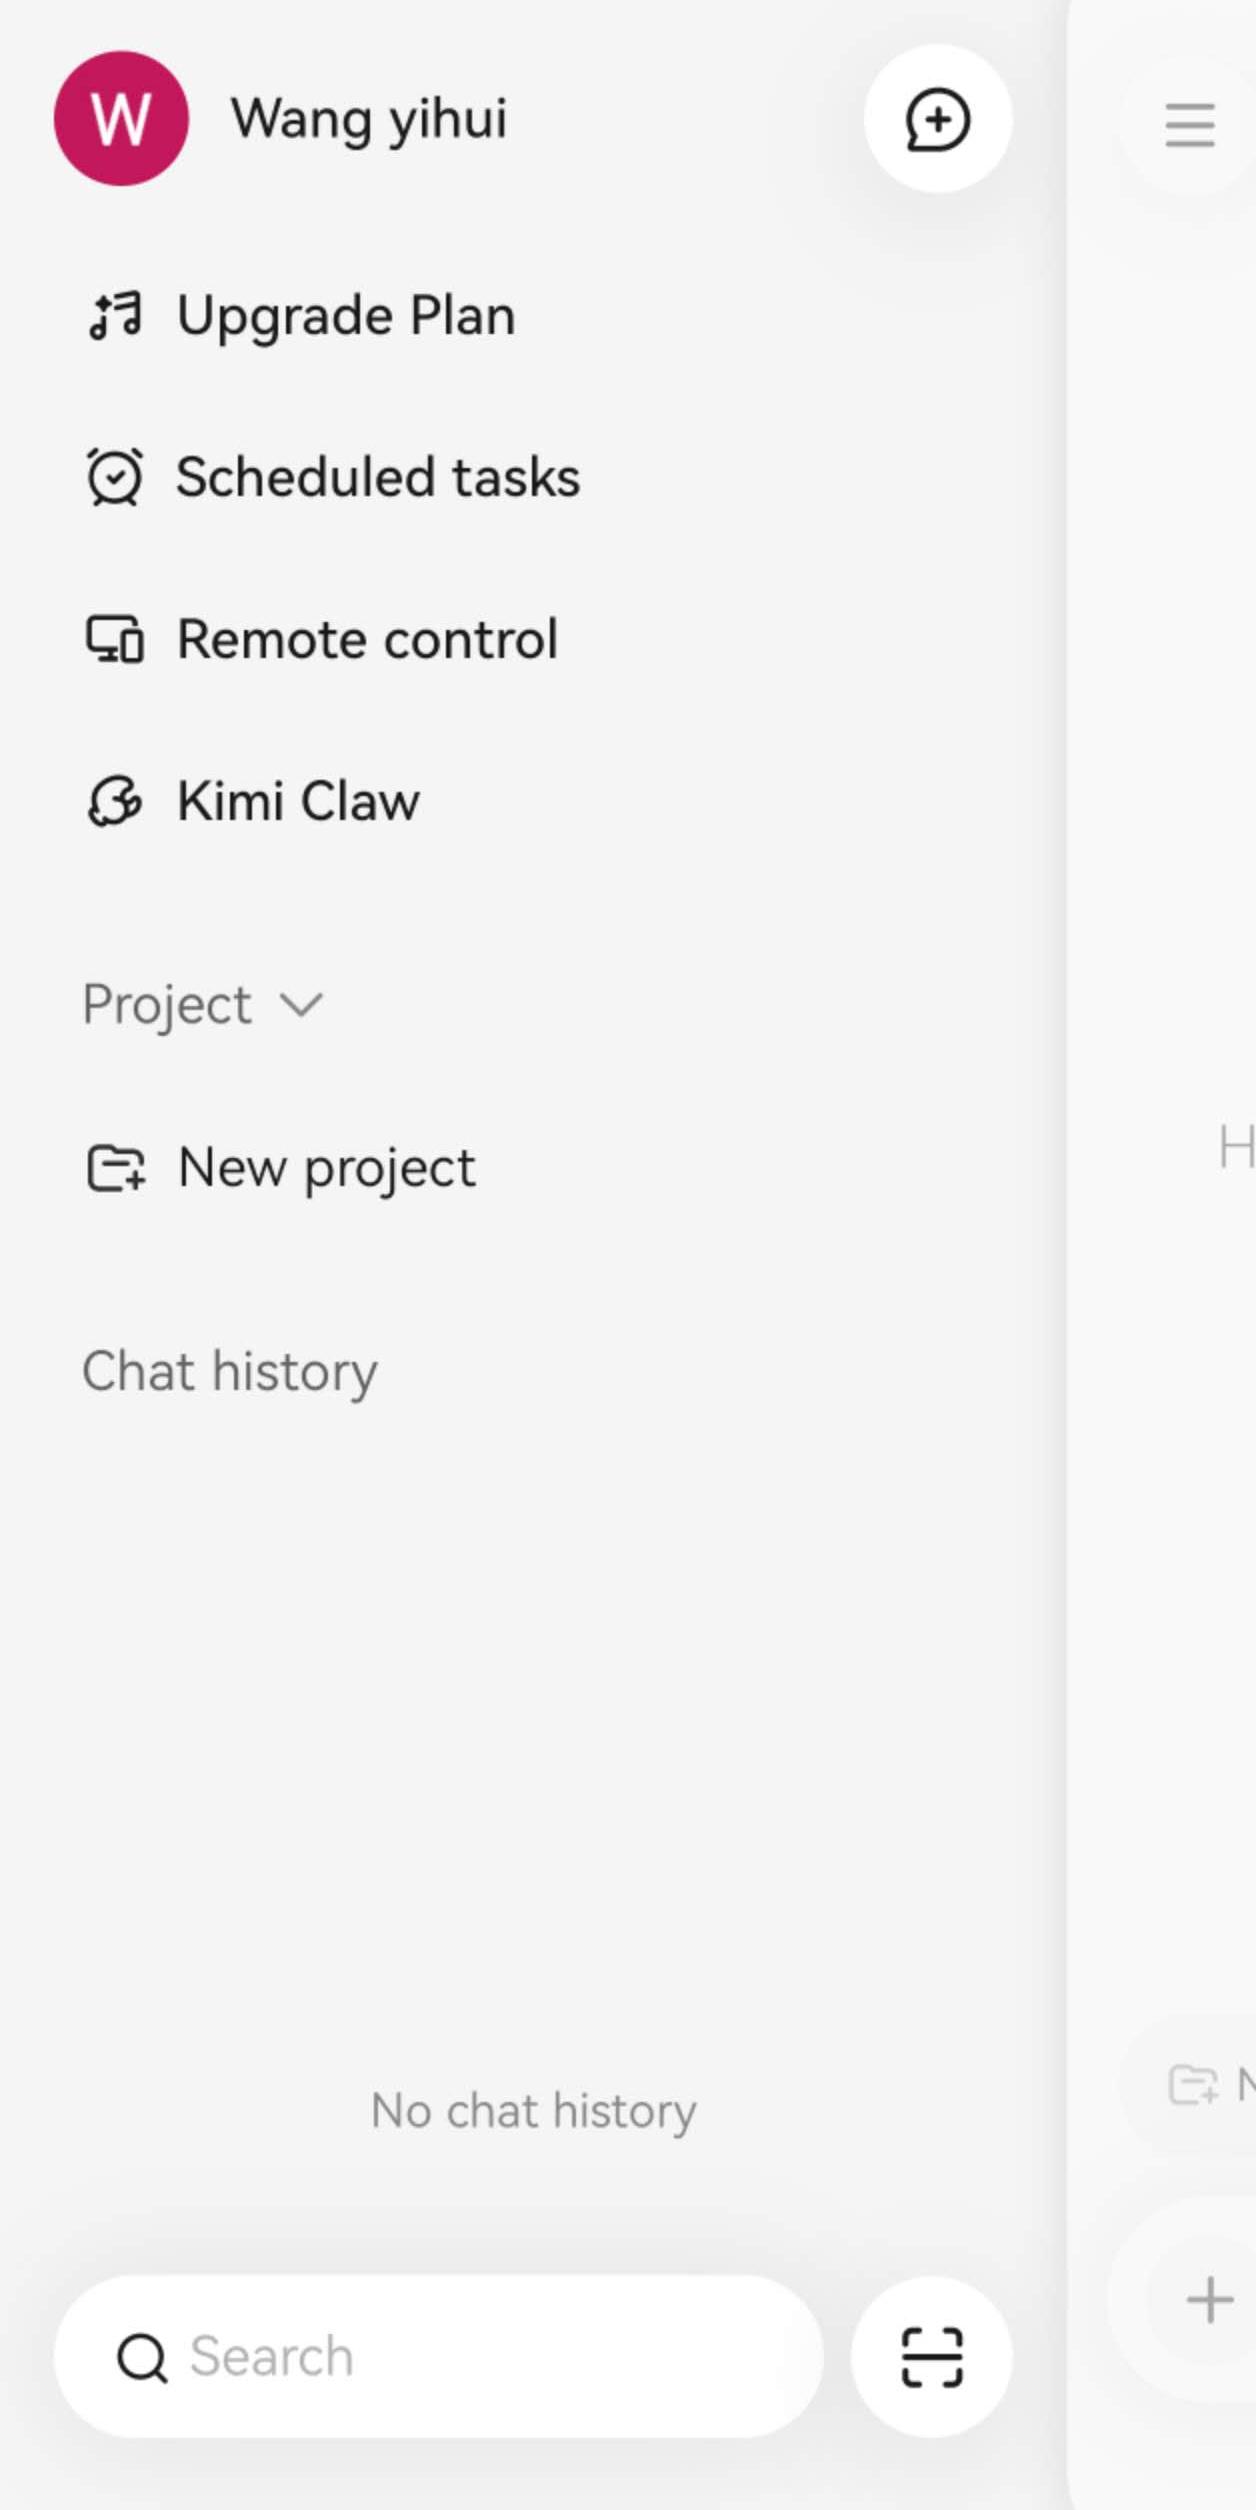 W
Wang yihui
Upgrade Plan
Scheduled tasks
Remote control
Kimi Claw
Project
New project
Chat history
No chat history
Search
H
N